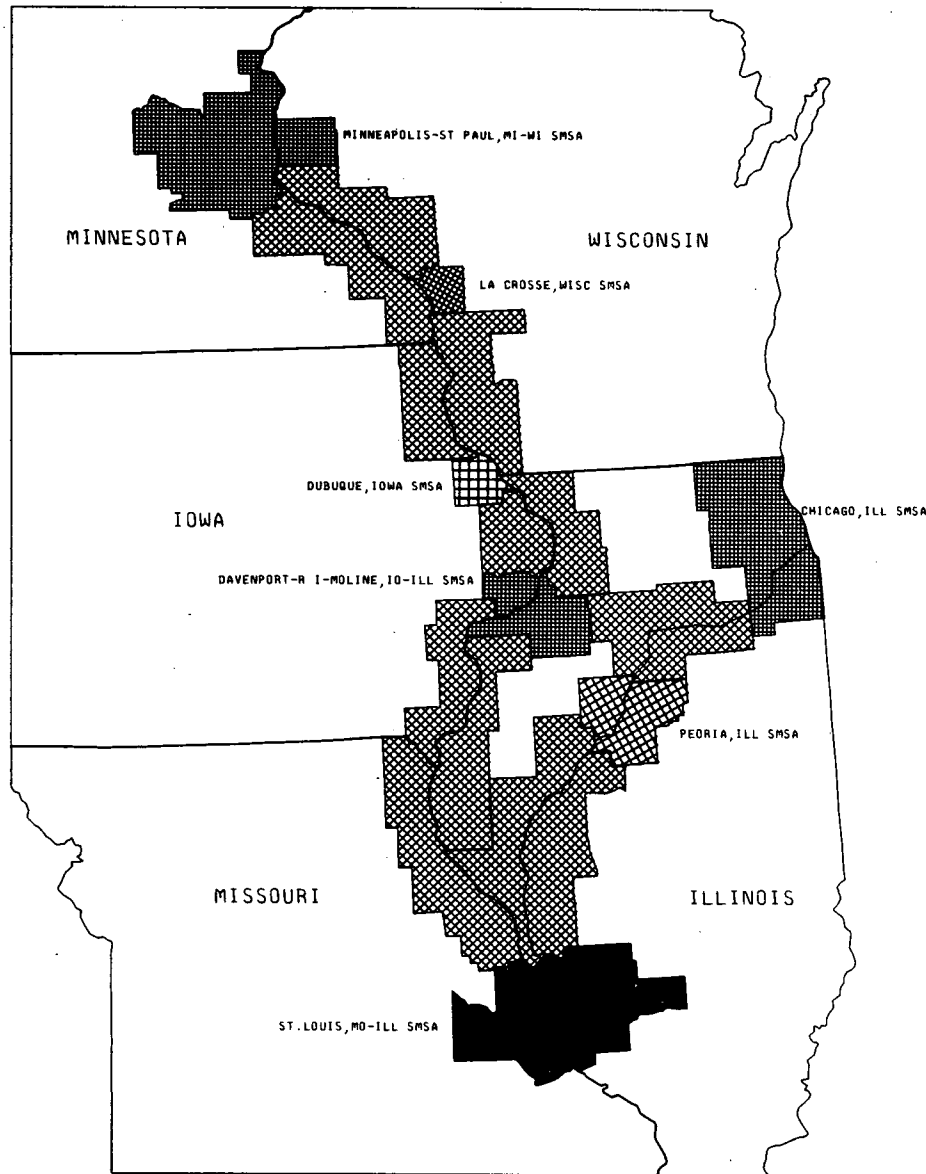 MINNEAPOLIS-ST PAUL,MI-WI SMSA
MINNESOTA
WISCONSIN
LA CROSSE,WISC SMSA
DUBUQUE,IOWA SMSA
IOWA
CHICAGO,ILL SMSA
DAVENPORT-R I-MOLINE,IO-ILL SMSA
PEORIA,ILL SMSA
MISSOURI
ILLINOIS
ST.LOUIS,MO-ILL SMSA